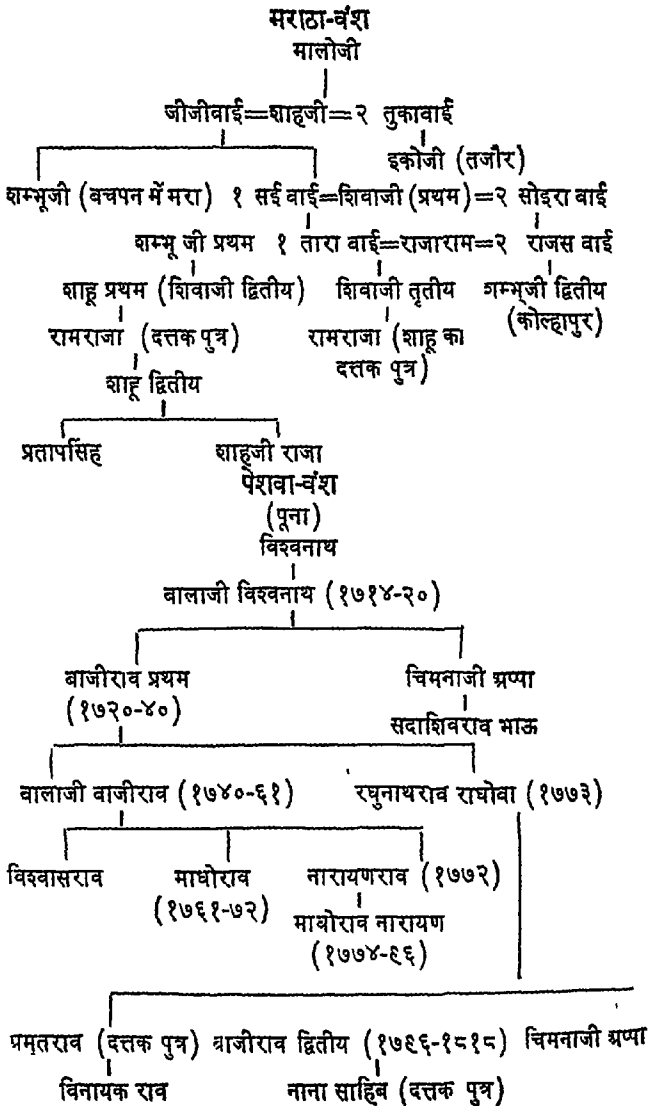 मराठा-वंश
मालोजी
जीजीवाई=शाहजी=२ तुकावाई
इकोजी (तजौर)
शम्भूजी (बचपन में मरा) १ सई वाई=शिवाजी (प्रथम)=२ सोइरा बाई
शम्भू जी प्रथम १ तारा वाई=राजाराम=२ राजस वाई
शाहू प्रथम (शिवाजी द्वितीय) शिवाजी तृतीय शम्भूजी द्वितीय
(कोल्हापुर)
रामराजा (दत्तक पुत्र) रामराजा (शाहू का
दत्तक पुत्र)
शाहू द्वितीय
प्रतापसिंह शाहजी राजा
पेशवा-वंश
(पूना)
विश्वनाथ
वालाजी विश्वनाथ (१७१४-२०)
बाजीराव प्रथम चिमनाजी अप्पा
(१७२०-४०)
सदाशिवराव भाऊ
वालाजी वाजीराव (१७४०-६१) रघुनाथराव राघोवा (१७७३)
विश्वासराव माधोराव नारायणराव (१७७२)
(१७६१-७२)
माधोराव नारायण
(१७७४-९६)
अमृतराव (दत्तक पुत्र) बाजीराव द्वितीय (१७९६-१८१८) चिमनाजी अप्पा
विनायक राव नाना साहिब (दत्तक पुत्र)